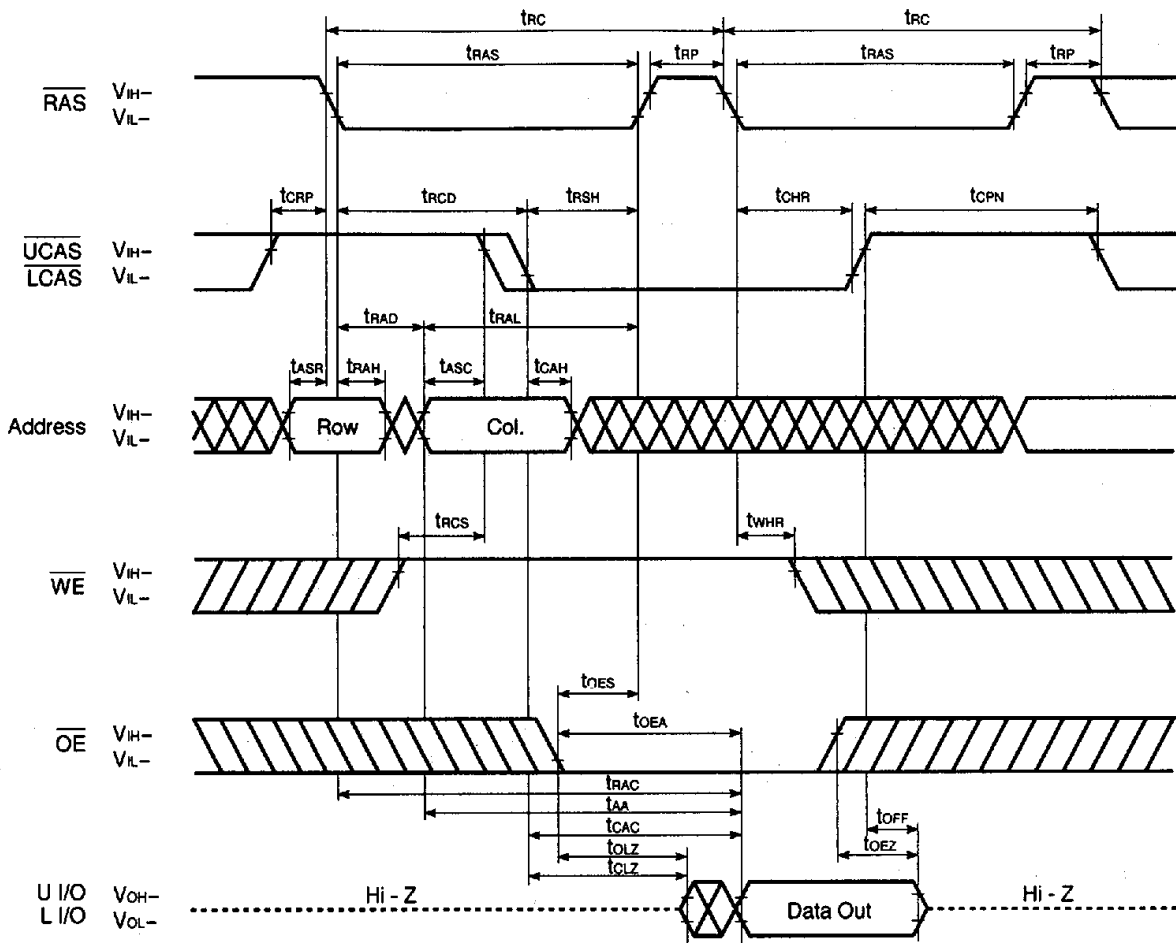 tRC tRC
tRAS tRP tRAS tRP
RAS VIH–
VIL–
tCRP tRCD tRSH tCHR tCPN
UCAS VIH–
LCAS VIL–
tRAD tRAL
tASR tRAH tASC tCAH
Address VIH–
VIL–
Row Col.
tRCS tWHR
WE VIH–
VIL–
tOES
tOEA
OE VIH–
VIL–
tRAC
tAA
tCAC tOFF
tOLZ tOEZ
tCLZ
U I/O VOH–
L I/O VOL–
Hi - Z Data Out Hi - Z